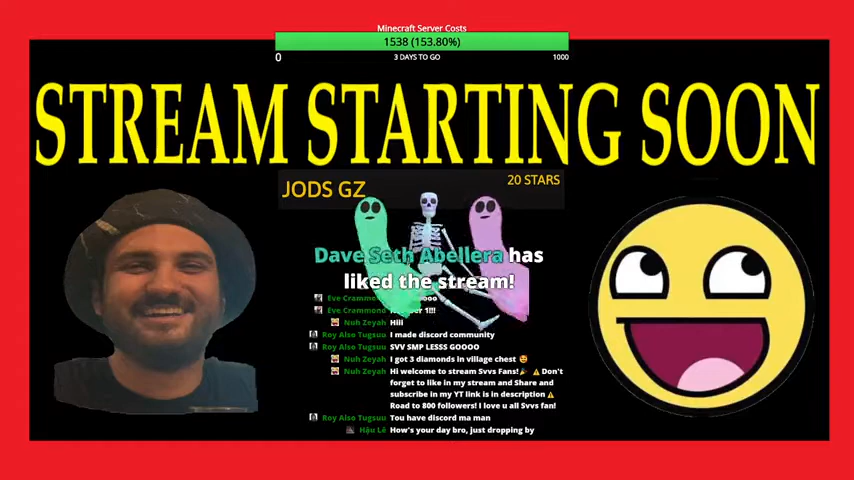 Minecraft Server Costs
1538 (153.80%)
0 3 DAYS TO GO 1000
STREAM STARTING SOON
JODS GZ 20 STARS
Dave Seth Abellera has
liked the stream!
Eve Crammond
Eve Crammond
Nuh Zeyah Hiii
Roy Also Tugsuu I made discord community
Roy Also Tugsuu SVV SMP LESSS GOOOO
Nuh Zeyah I got 3 diamonds in village chest
Nuh Zeyah Hi welcome to stream Svvs Fans! Don't
forget to like in my stream and Share and
subscribe in my YT link is in description
Road to 800 followers! I love u all Svvs fan!
Roy Also Tugsuu You have discord ma man
Hậu Lê How's your day bro, just dropping by